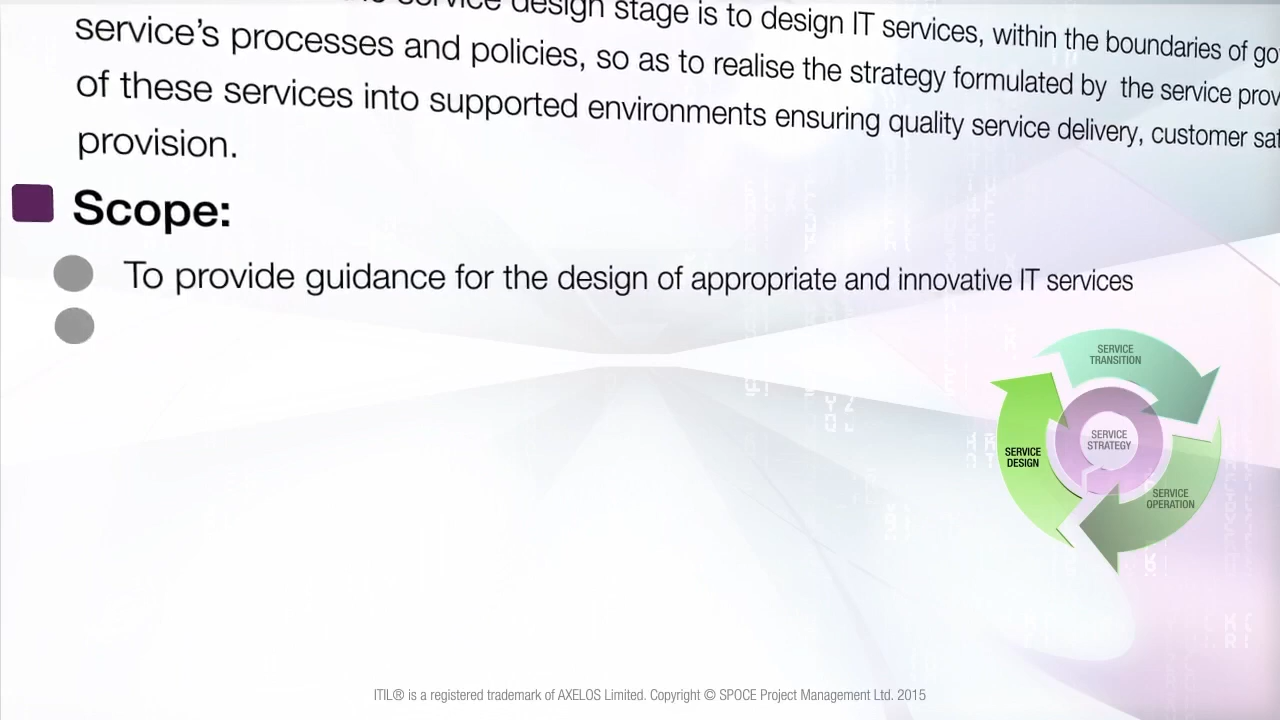 service design stage is to design IT services, within the boundaries of
service's processes and policies, so as to realise the strategy formulated by the service
of these services into supported environments ensuring quality service delivery, customer
provision.
Scope:
To provide guidance for the design of appropriate and innovative IT services
SERVICE
TRANSITION
SERVICE
STRATEGY
SERVICE
DESIGN
SERVICE
OPERATION
ITIL® is a registered trademark of AXELOS Limited. Copyright © SPOCE Project Management Ltd. 2015